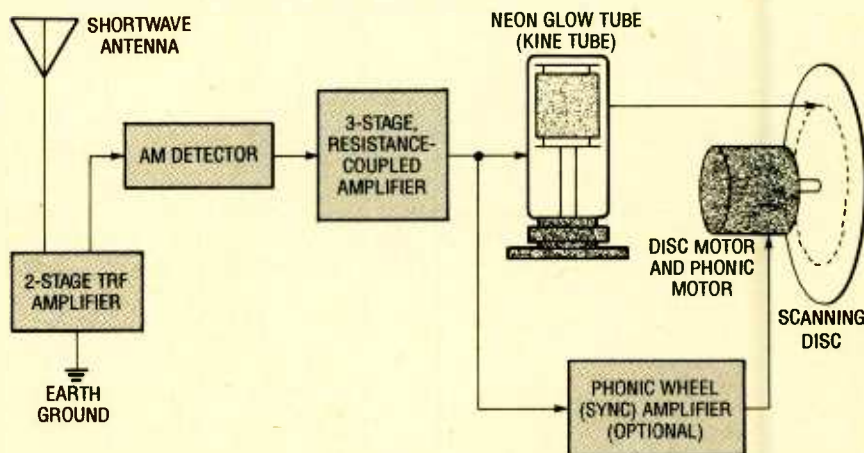 SHORTWAVE
ANTENNA
NEON GLOW TUBE
(KINE TUBE)
AM DETECTOR
3-STAGE,
RESISTANCE-
COUPLED
AMPLIFIER
2-STAGE TRF
AMPLIFIER
EARTH
GROUND
DISC MOTOR
AND PHONIC
MOTOR
SCANNING
DISC
PHONIC WHEEL
(SYNC) AMPLIFIER
(OPTIONAL)